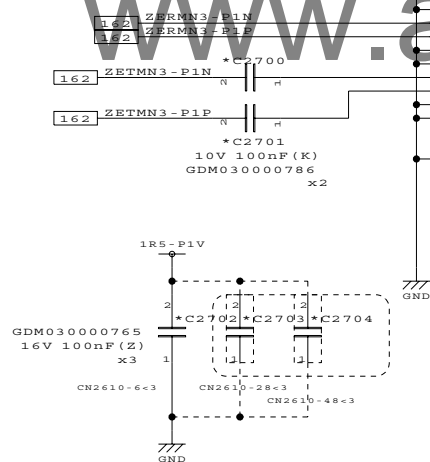 www.a
162 ZERMN3-P1N
162 ZERMN3-P1P
*C2700
162 ZETMN3-P1N 2 1
162 ZETMN3-P1P 2 1
*C2701
10V 100nF(K)
GDM030000786
x2
1R5-P1V
GND
2 2 2
*C2702 *C2703 *C2704
GDM030000765
16V 100nF(Z)
x3 1 1 1
CN2610-6<3 CN2610-28<3
CN2610-48<3
GND